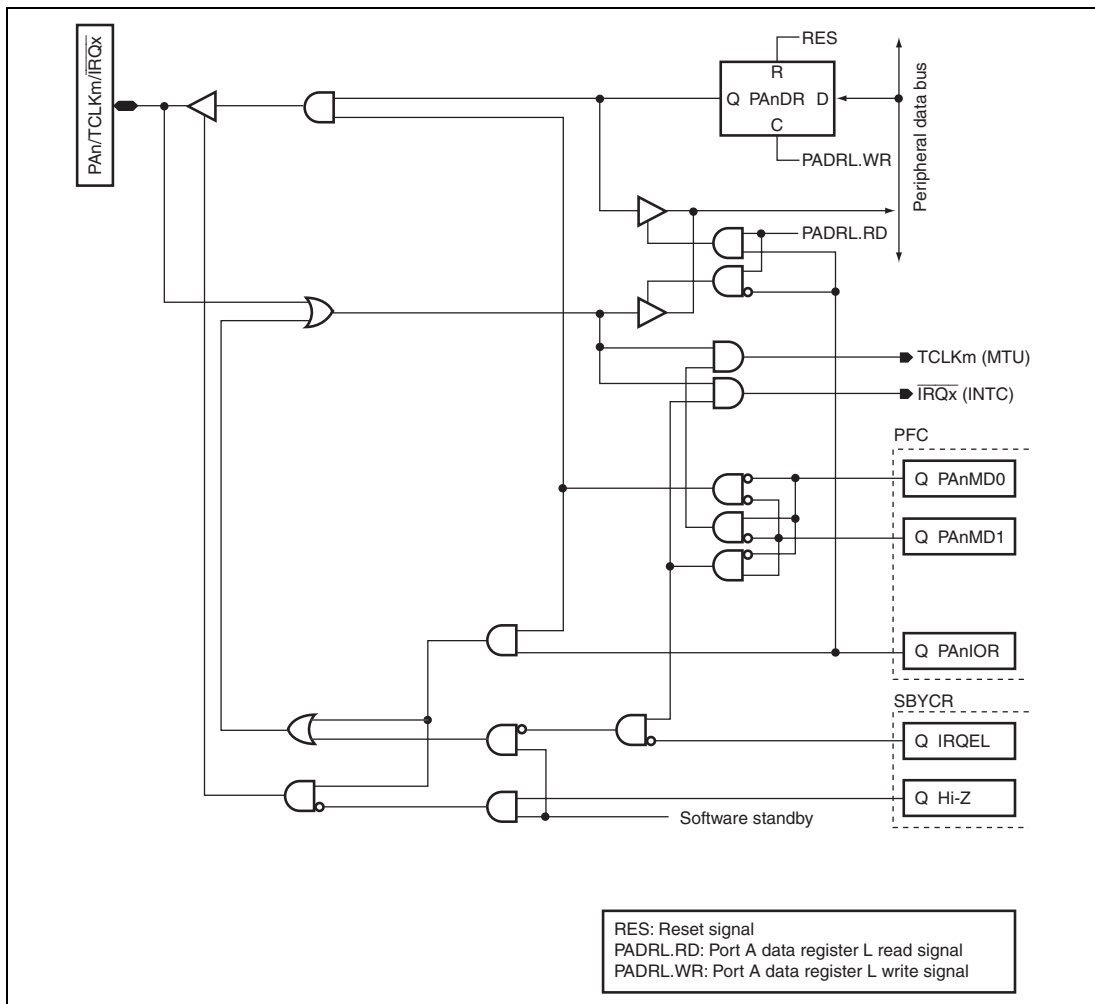 PAn/TCLKm/I̅R̅Q̅x̅
RES
R
Q PAnDR D
C
PADRL.WR
Peripheral data bus
PADRL.RD
TCLKm (MTU)
I̅R̅Q̅x̅ (INTC)
PFC
Q PAnMD0
Q PAnMD1
Q PAnIOR
SBYCR
Q IRQEL
Q Hi-Z
Software standby
RES: Reset signal
PADRL.RD: Port A data register L read signal
PADRL.WR: Port A data register L write signal